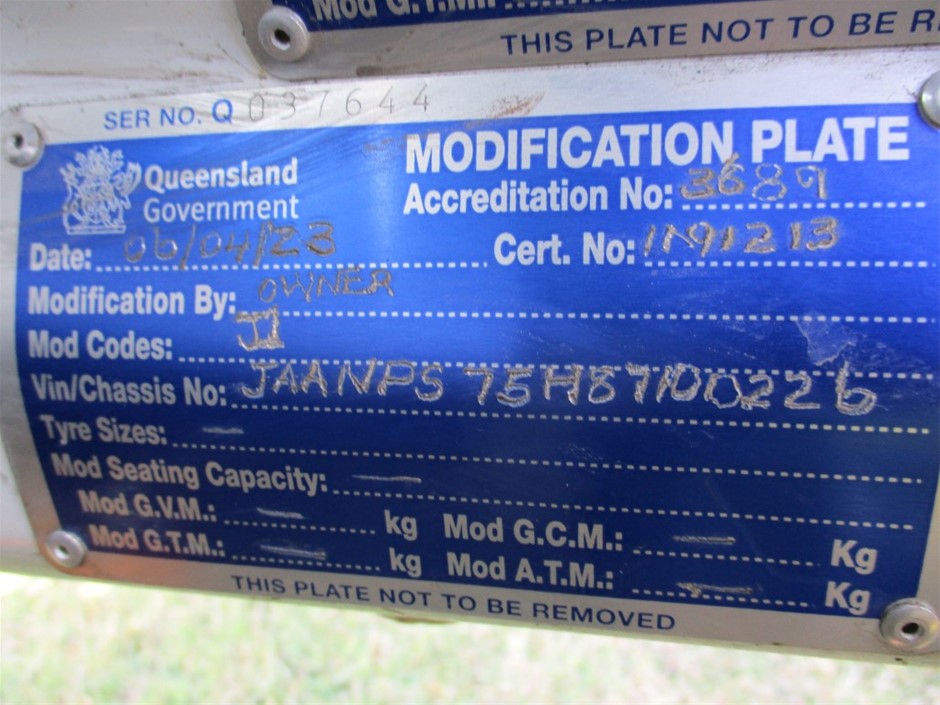 Mod G.T.M.:
THIS PLATE NOT TO BE
SER NO. Q 037644
Queensland
Government
MODIFICATION PLATE
Accreditation No: 3689
Date: 06/04/23
Cert. No:
Modification By: OWNER
Mod Codes: J1
Vin/Chassis No: JAANPS75H87100226
Tyre Sizes: —
Mod Seating Capacity: —
Mod G.V.M.: — kg Mod G.C.M.: — Kg
Mod G.T.M.: — kg Mod A.T.M.: — Kg
THIS PLATE NOT TO BE REMOVED